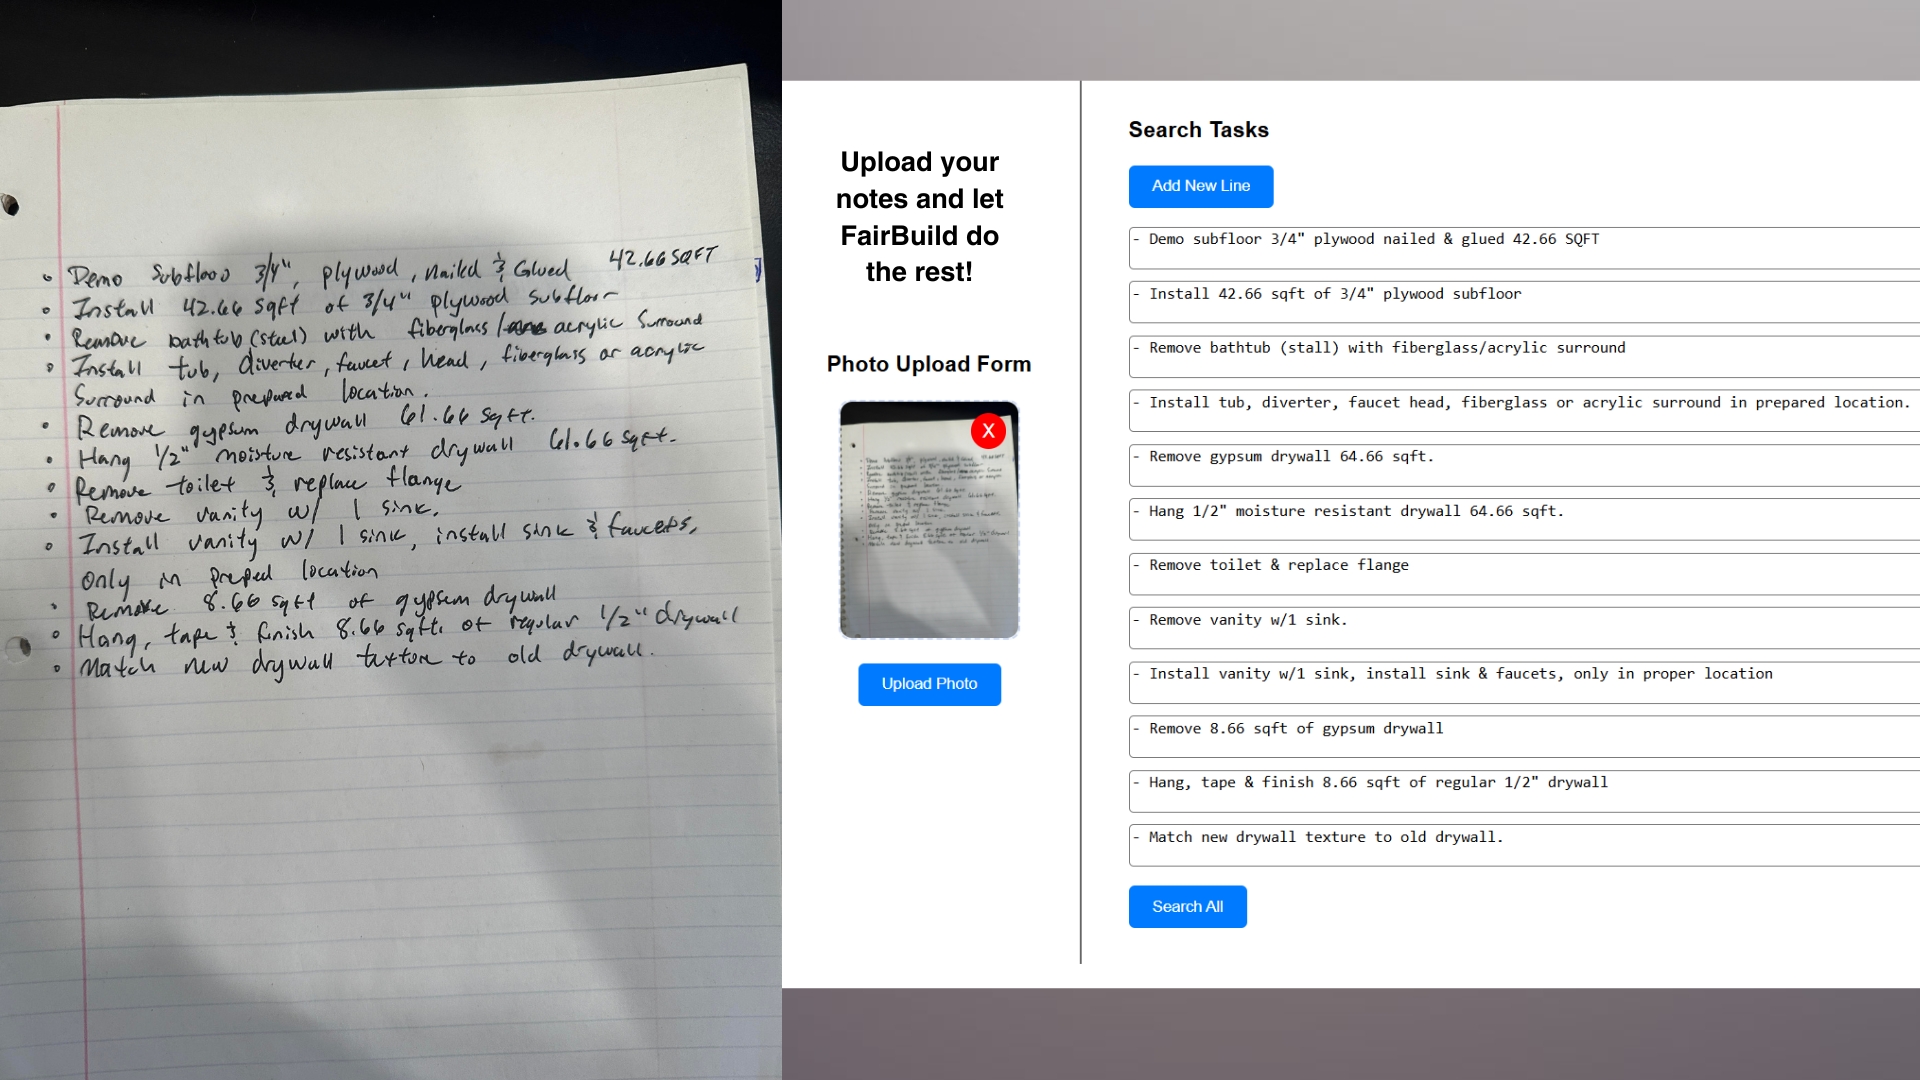 • Demo Subfloor 3/4", plywood, nailed & Glued 42.66 SQFT
• Install 42.66 sqft of 3/4" plywood subfloor
• Remove bathtub (steel) with fiberglass / acrylic Surround
• Install tub, diverter, faucet, head, fiberglass or acrylic
Surround in prepared location.
• Remove gypsum drywall 61.66 Sqft.
• Hang 1/2" moisture resistant drywall 61.66 sqft.
• Remove toilet & replace flange
• Remove vanity w/ 1 sink.
• Install vanity w/ 1 sink, install sink & faucets,
only in preped location
• Remove 8.66 sqft of gypsum drywall
• Hang, tape & finish 8.66 sqft. of regular 1/2" drywall
• Match new drywall texture to old drywall.
Upload your
notes and let
FairBuild do
the rest!
Photo Upload Form
X
Upload Photo
Search Tasks
Add New Line
- Demo subfloor 3/4" plywood nailed & glued 42.66 SQFT
- Install 42.66 sqft of 3/4" plywood subfloor
- Remove bathtub (stall) with fiberglass/acrylic surround
- Install tub, diverter, faucet head, fiberglass or acrylic surround in prepared location.
- Remove gypsum drywall 64.66 sqft.
- Hang 1/2" moisture resistant drywall 64.66 sqft.
- Remove toilet & replace flange
- Remove vanity w/1 sink.
- Install vanity w/1 sink, install sink & faucets, only in proper location
- Remove 8.66 sqft of gypsum drywall
- Hang, tape & finish 8.66 sqft of regular 1/2" drywall
- Match new drywall texture to old drywall.
Search All